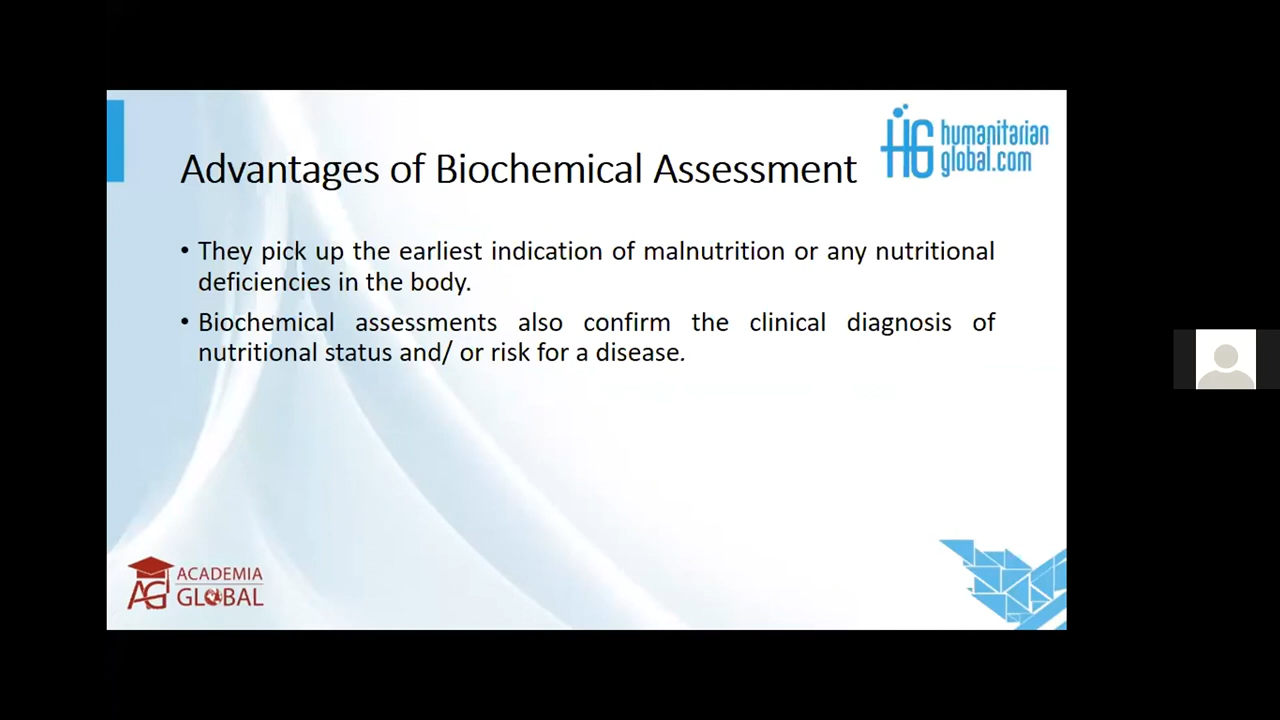 humanitarian
HG global.com
Advantages of Biochemical Assessment
• They pick up the earliest indication of malnutrition or any nutritional
deficiencies in the body.
• Biochemical assessments also confirm the clinical diagnosis of
nutritional status and/ or risk for a disease.
ACADEMIA
AG GLOBAL